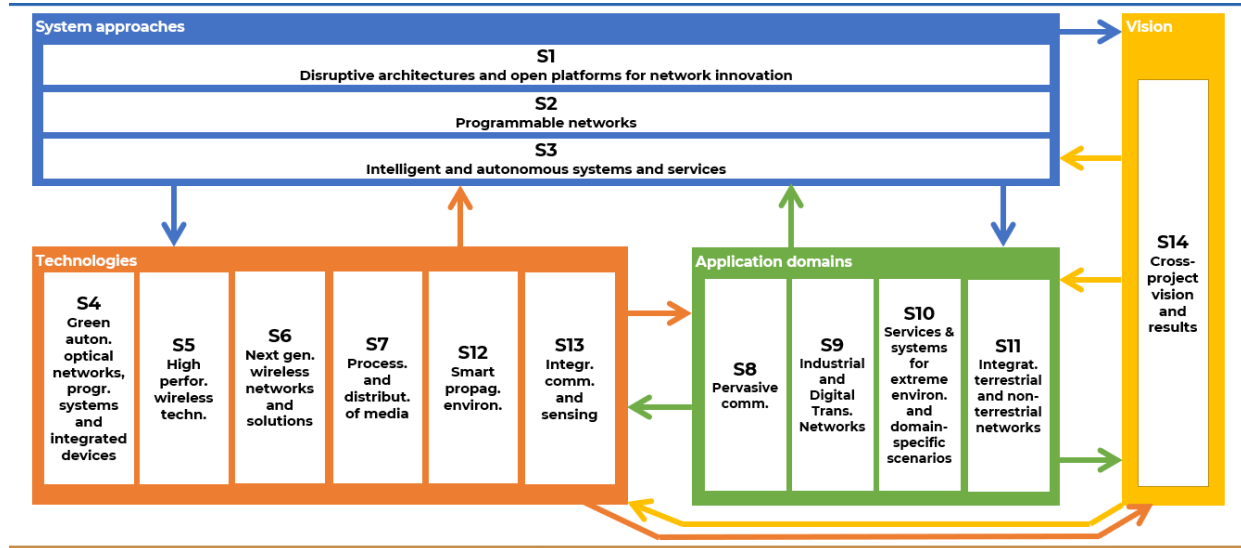 System approaches
S1
Disruptive architectures and open platforms for network innovation
S2
Programmable networks
S3
Intelligent and autonomous systems and services
Technologies
S4
Green
auton.
optical
networks,
progr.
systems
and
integrated
devices
S5
High
perfor.
wireless
techn.
S6
Next gen.
wireless
networks
and
solutions
S7
Process.
and
distribut.
of media
S12
Smart
propag.
environ.
S13
Integr.
comm.
and
sensing
Application domains
S8
Pervasive
comm.
S9
Industrial
and
Digital
Trans.
Networks
S10
Services &
systems
for
extreme
environ.
and
domain-
specific
scenarios
S11
Integrat.
terrestrial
and non-
terrestrial
networks
Vision
S14
Cross-
project
vision
and
results